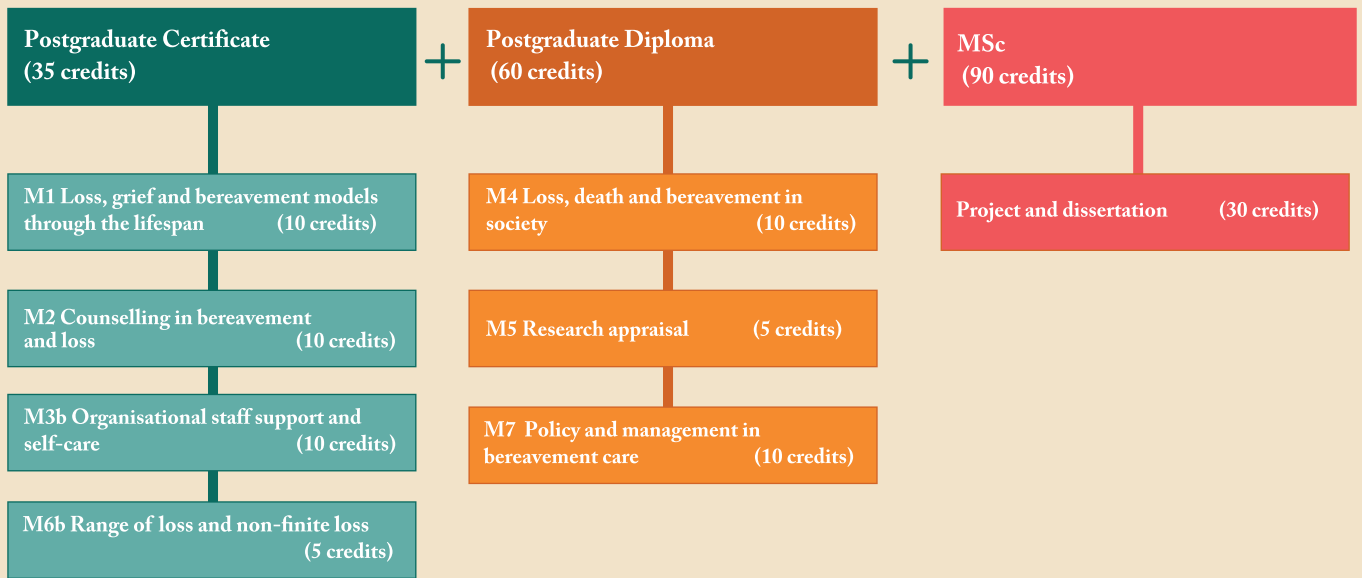 Postgraduate Certificate
(35 credits)
+
Postgraduate Diploma
(60 credits)
+
MSc
(90 credits)
M1 Loss, grief and bereavement models
through the lifespan (10 credits)
M2 Counselling in bereavement
and loss (10 credits)
M3b Organisational staff support and
self-care (10 credits)
M6b Range of loss and non-finite loss
(5 credits)
M4 Loss, death and bereavement in
society (10 credits)
M5 Research appraisal (5 credits)
M7 Policy and management in
bereavement care (10 credits)
Project and dissertation (30 credits)